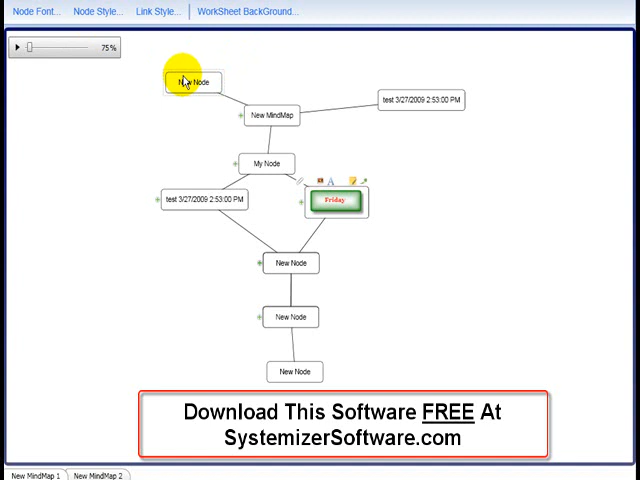 Node Font... Node Style... Link Style... WorkSheet BackGround...
75%
New Node
test 3/27/2009 2:53:00 PM
New MindMap
My Node
test 3/27/2009 2:53:00 PM
Friday
New Node
New Node
New Node
Download This Software FREE At
SystemizerSoftware.com
New MindMap 1 New MindMap 2